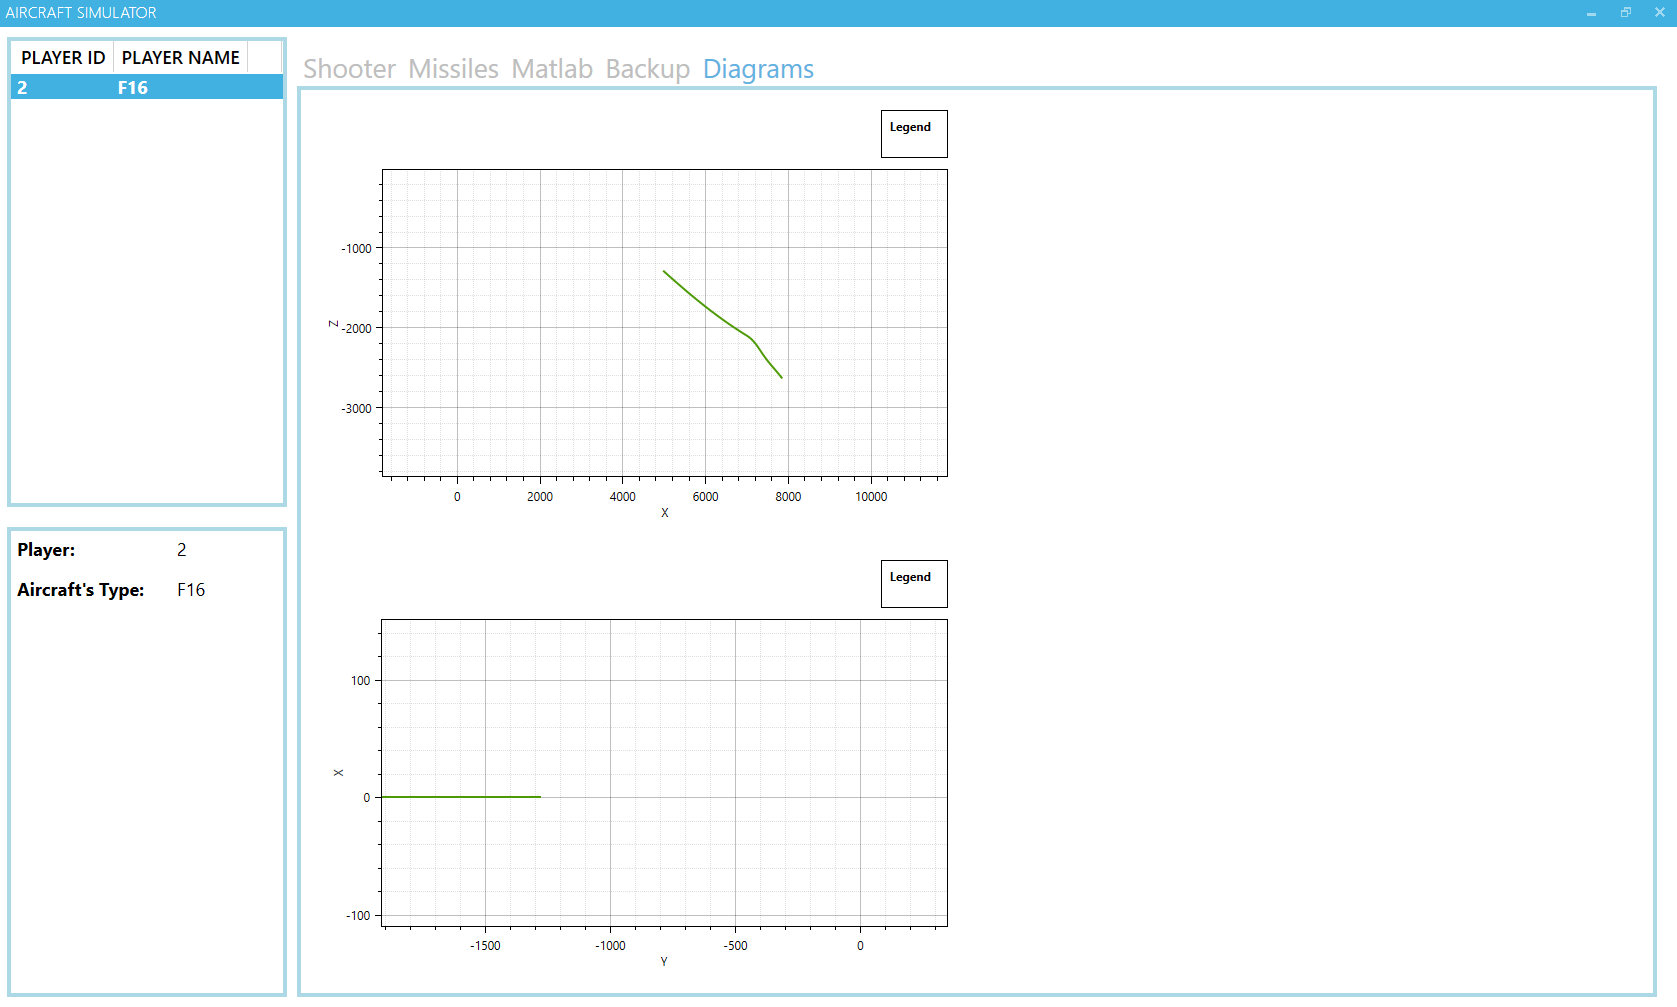 AIRCRAFT SIMULATOR
PLAYER ID PLAYER NAME
2 F16
Player: 2
Aircraft's Type: F16
Shooter Missiles Matlab Backup Diagrams
Legend
-1000
-2000
-3000
Z
0 2000 4000 6000 8000 10000
X
Legend
100
0
-100
X
-1500 -1000 -500 0
Y